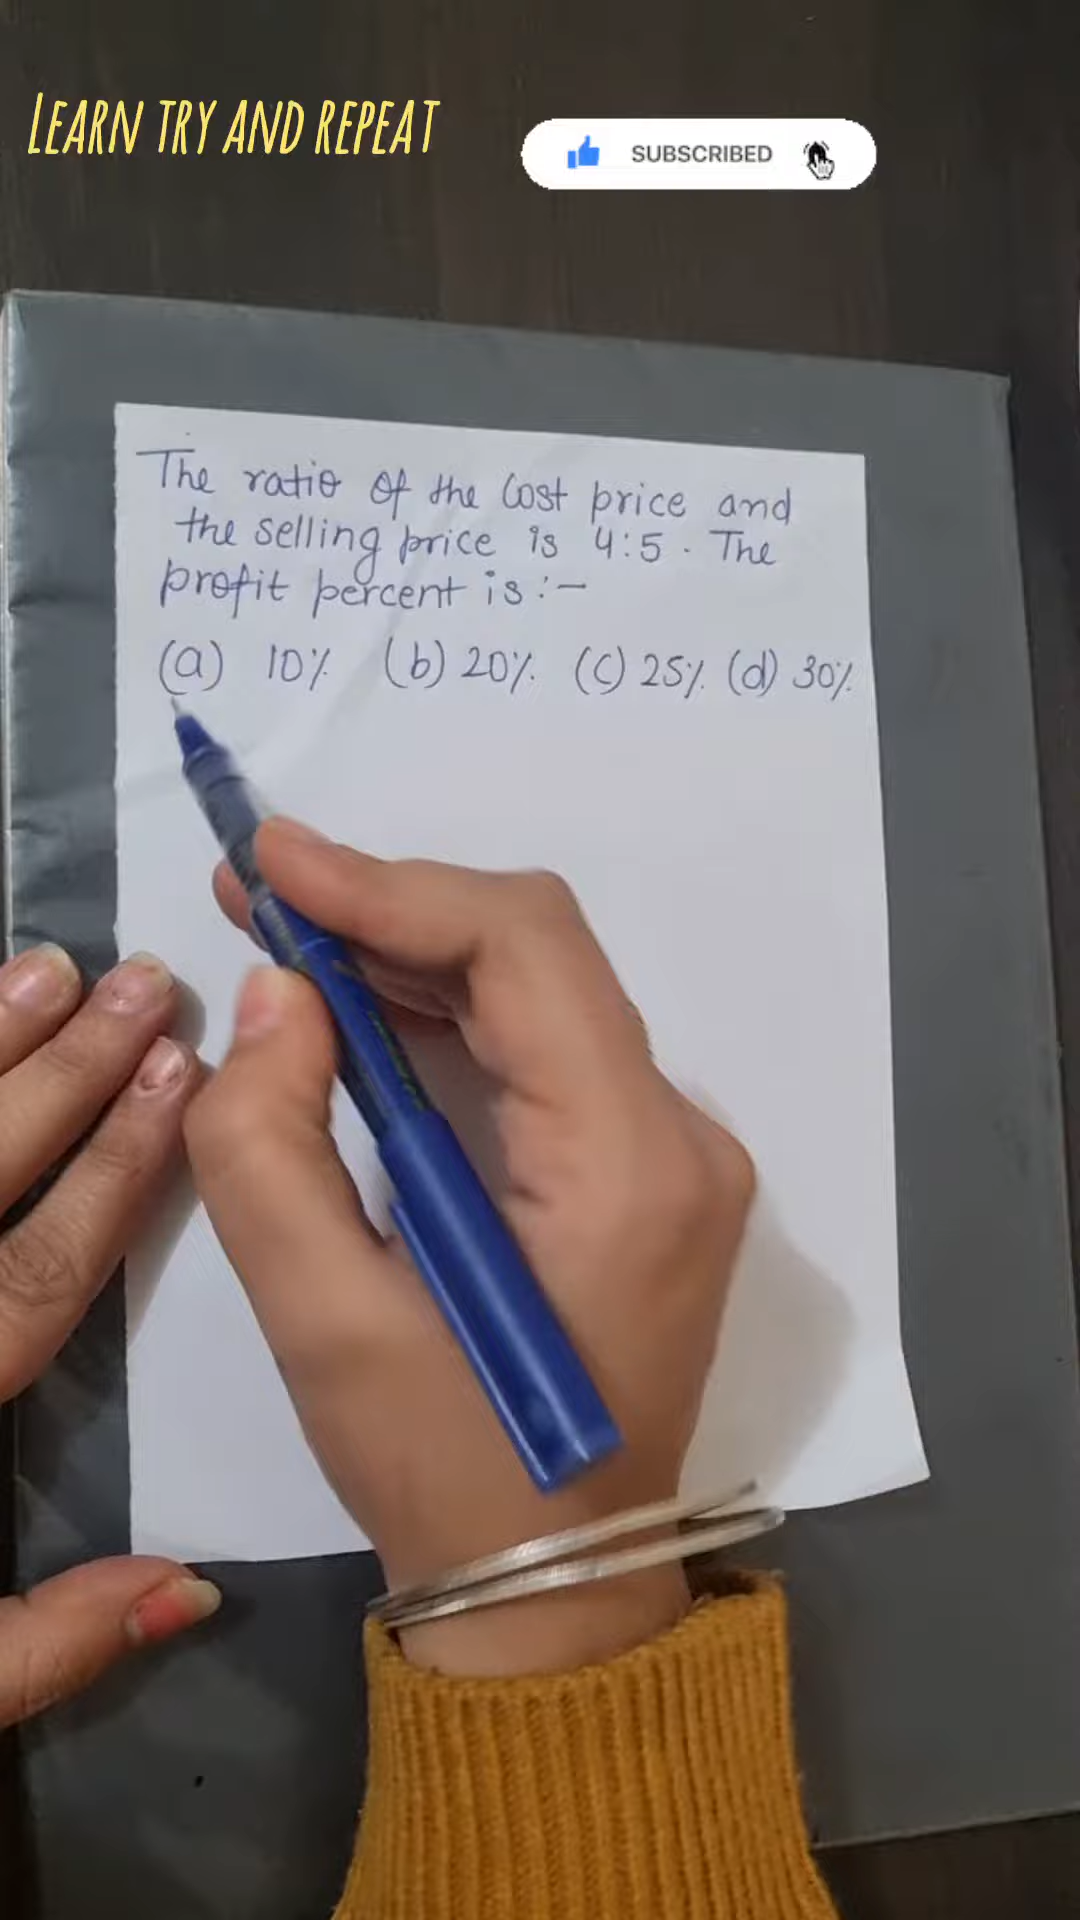 LEARN TRY AND REPEAT
SUBSCRIBED
The ratio of the Cost price and
the selling price is 4:5. The
profit percent is :-
(a) 10% (b) 20% (c) 25% (d) 30%